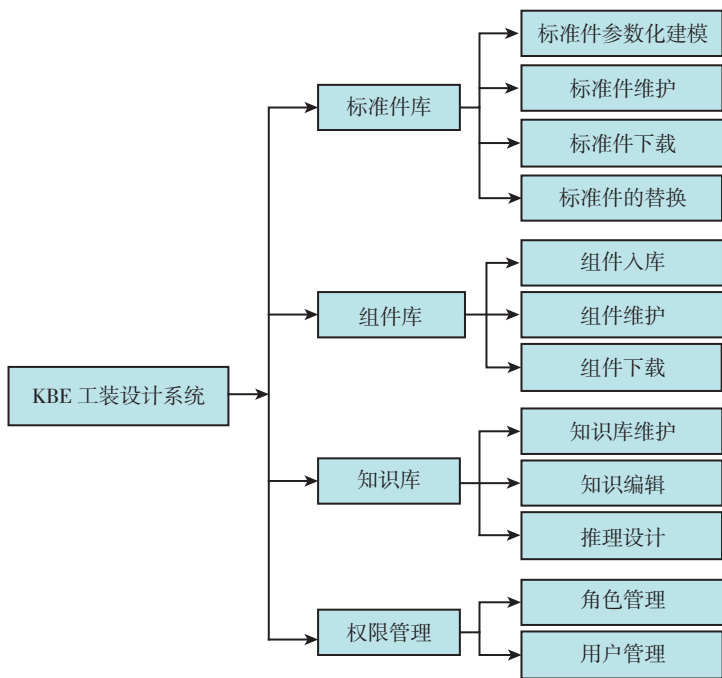 KBE 工装设计系统
标准件库
标准件参数化建模
标准件维护
标准件下载
标准件的替换
组件库
组件入库
组件维护
组件下载
知识库
知识库维护
知识编辑
推理设计
权限管理
角色管理
用户管理